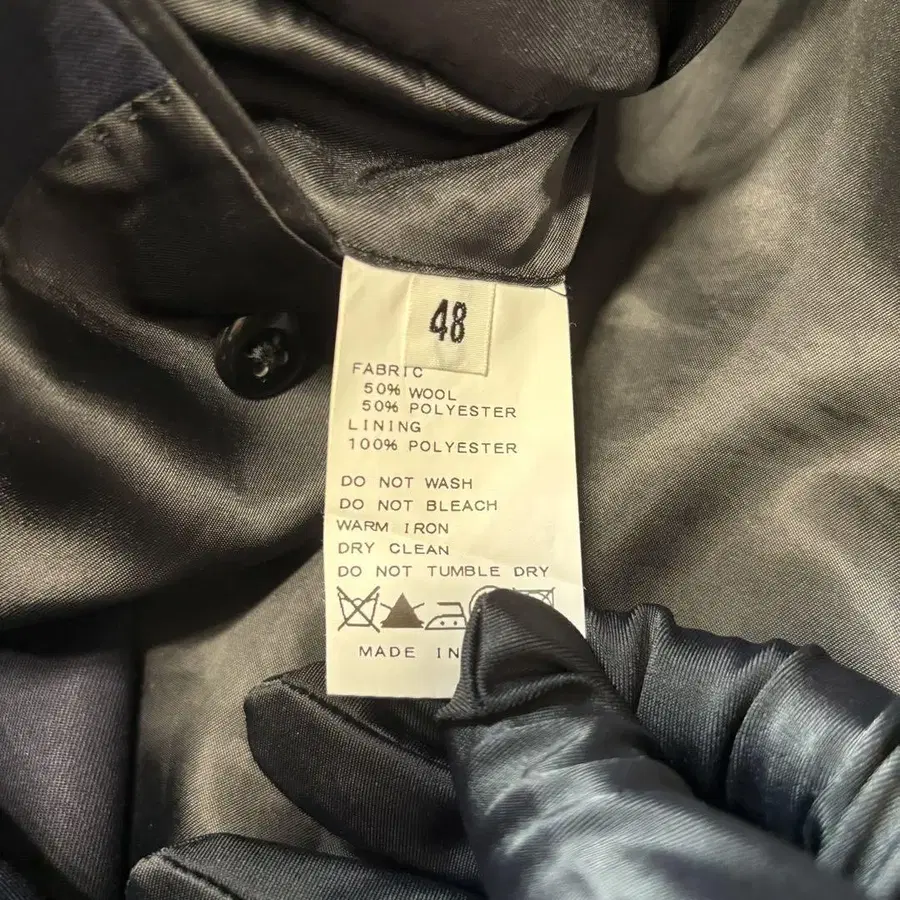 48
FABRIC
50% WOOL
50% POLYESTER
LINING
100% POLYESTER
DO NOT WASH
DO NOT BLEACH
WARM IRON
DRY CLEAN
DO NOT TUMBLE DRY
MADE IN